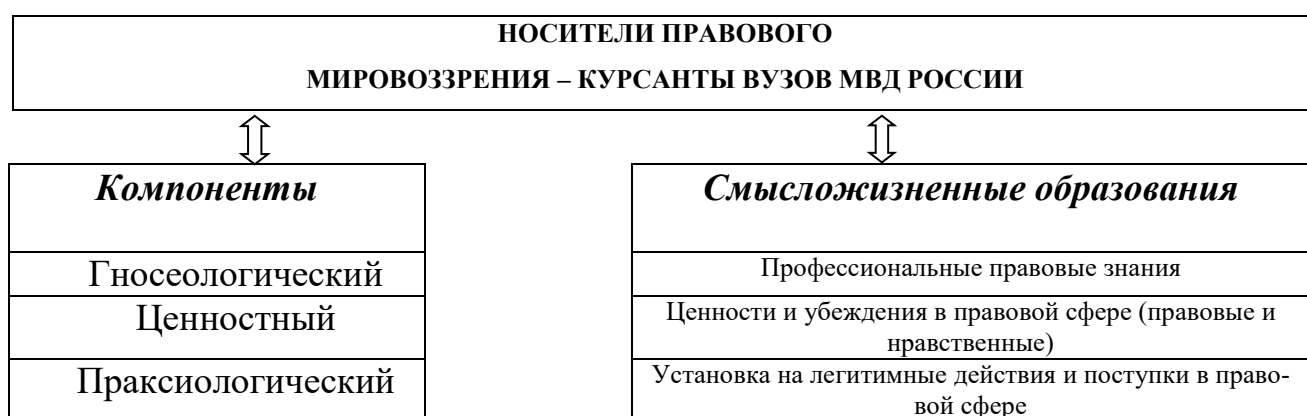 НОСИТЕЛИ ПРАВОВОГО
МИРОВОЗЗРЕНИЯ – КУРСАНТЫ ВУЗОВ МВД РОССИИ
Компоненты
Смысложизненные образования
Гносеологический
Профессиональные правовые знания
Ценностный
Ценности и убеждения в правовой сфере (правовые и
нравственные)
Праксиологический
Установка на легитимные действия и поступки в право-
вой сфере